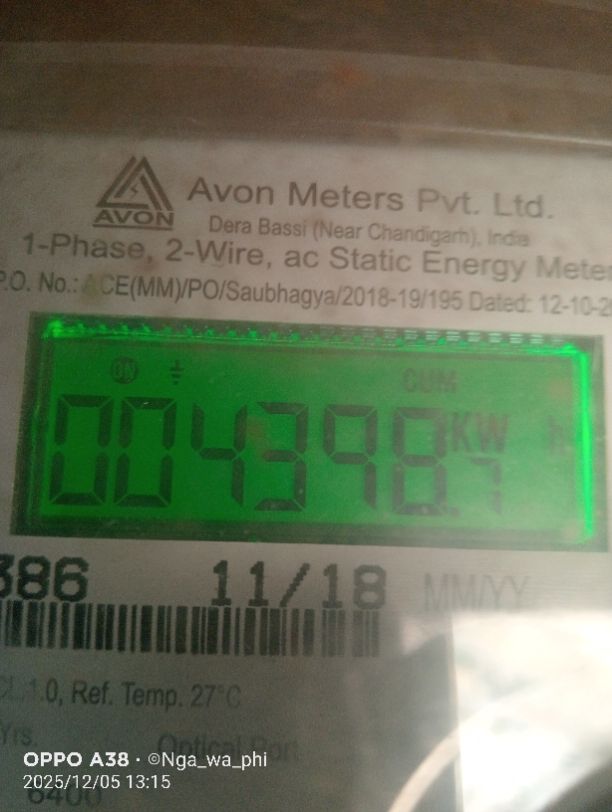 AVON
Avon Meters Pvt. Ltd.
Dera Bassi (Near Chandigarh), India
1-Phase, 2-Wire, ac Static Energy Meter
P.O. No.: ACE(MM)/PO/Saubhagya/2018-19/195 Dated: 12-10-20
ON CUM
004398.7 KW h
386 11/18 MM/YY
CL.1.0, Ref. Temp. 27°C
Yrs. Optical Port
6400
OPPO A38 · ©Nga_wa_phi
2025/12/05 13:15